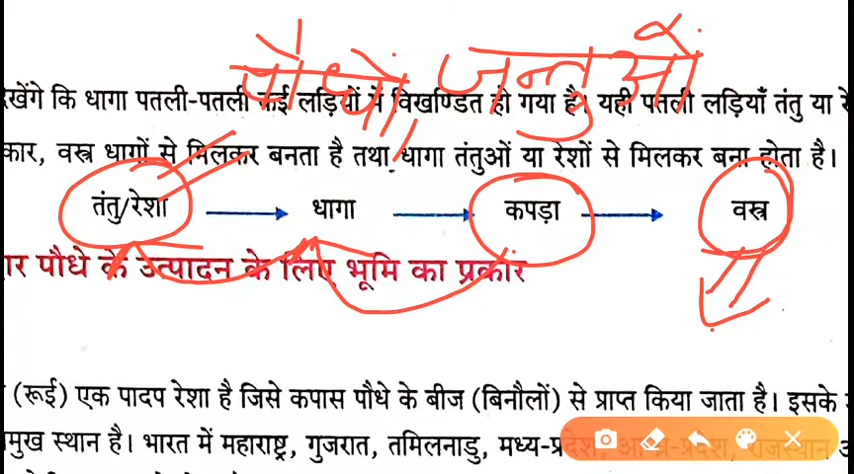 पौधों, जन्तुओं
खेंगे कि धागा पतली-पतली कई लड़ियों में विखण्डित हो गया है। यही पतली लड़ियाँ तंतु या रे
कार, वस्त्र धागों से मिलकर बनता है तथा धागा तंतुओं या रेशों से मिलकर बना होता है।
तंतु/रेशा → धागा → कपड़ा → वस्त्र
ार पौधे के उत्पादन के लिए भूमि का प्रकार
(रूई) एक पादप रेशा है जिसे कपास पौधे के बीज (बिनौलों) से प्राप्त किया जाता है। इसके
मुख स्थान है। भारत में महाराष्ट्र, गुजरात, तमिलनाडु, मध्य-प्रदेश, आन्ध्र-प्रदेश, राजस्थान